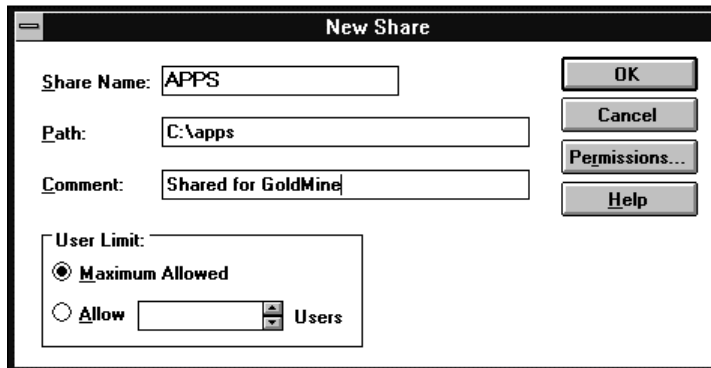 New Share
Share Name: APPS
OK
Path: C:\apps
Cancel
Permissions...
Comment: Shared for GoldMine
Help
User Limit:
Maximum Allowed
Allow Users